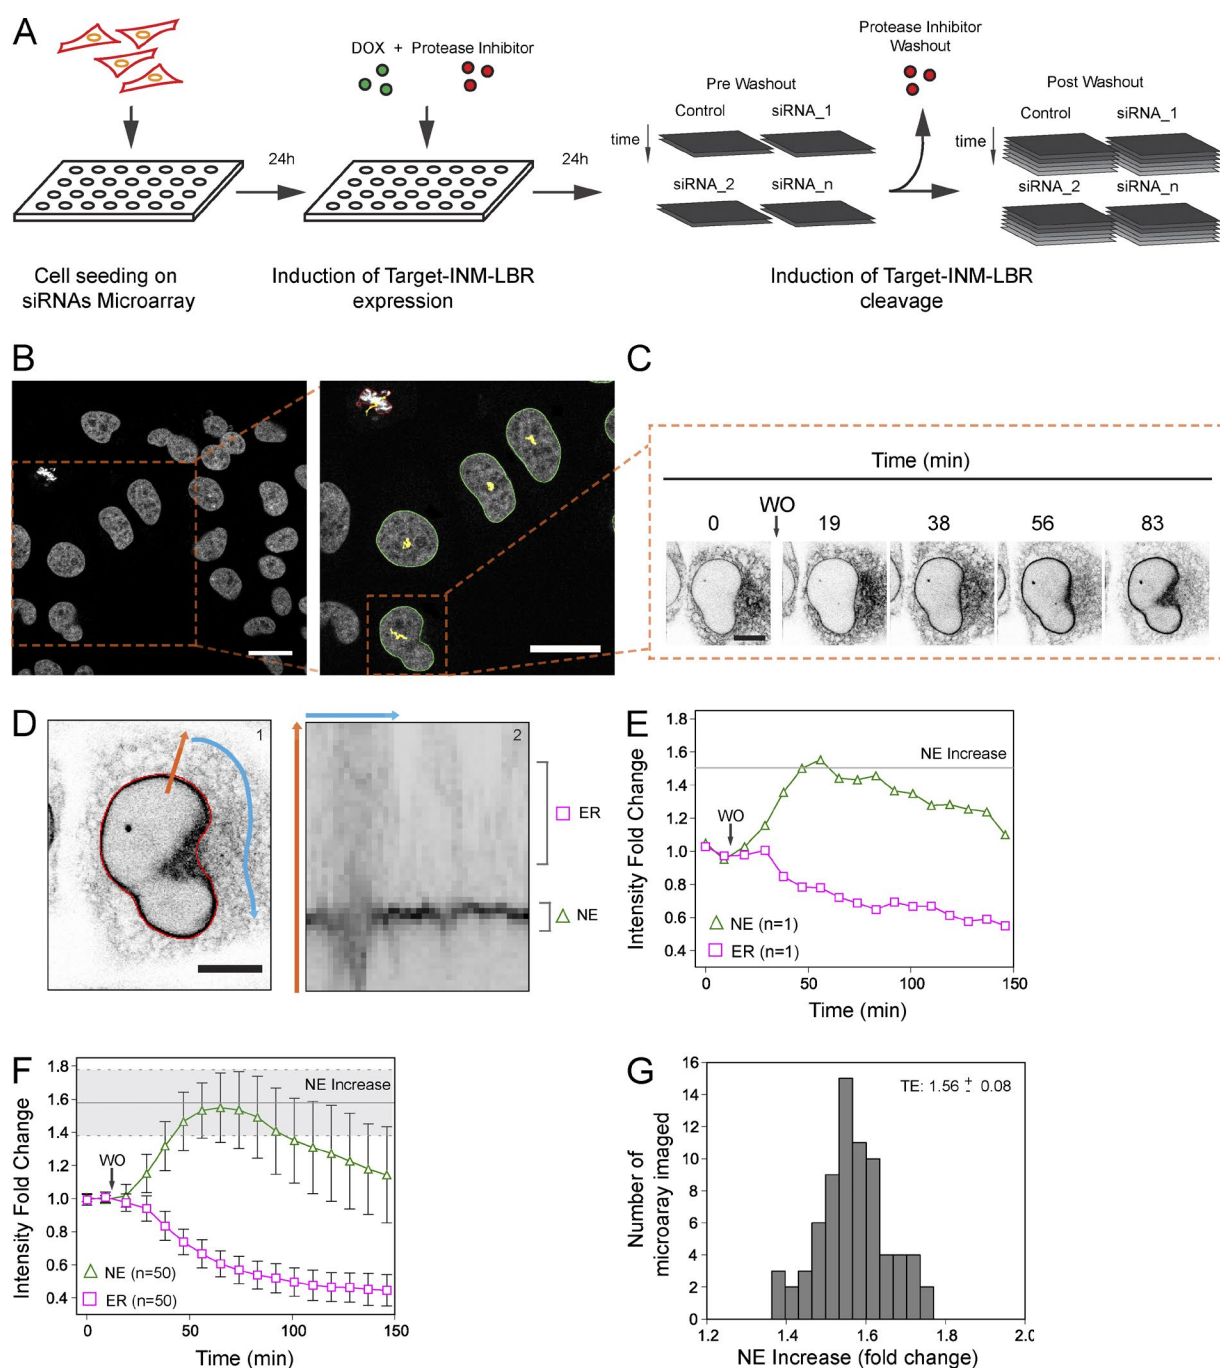 A
DOX + Protease Inhibitor
Protease Inhibitor
Washout
Pre Washout
Post Washout
Control
siRNA_1
Control
siRNA_1
time
time
24h
24h
siRNA_2
siRNA_n
siRNA_2
siRNA_n
Cell seeding on
siRNAs Microarray
Induction of Target-INM-LBR
expression
Induction of Target-INM-LBR
cleavage
B
C
Time (min)
WO
0
19
38
56
83
D
1
2
ER
NE
E
Intensity Fold Change
1.8
1.6
1.4
1.2
1.0
0.8
0.6
0.4
NE Increase
WO
NE (n=1)
ER (n=1)
0
50
100
150
Time (min)
F
Intensity Fold Change
1.8
1.6
1.4
1.2
1.0
0.8
0.6
0.4
NE Increase
WO
NE (n=50)
ER (n=50)
0
50
100
150
Time (min)
G
Number of
microarray imaged
16
14
12
10
8
6
4
2
0
TE: 1.56 ± 0.08
1.2
1.4
1.6
1.8
2.0
NE Increase (fold change)